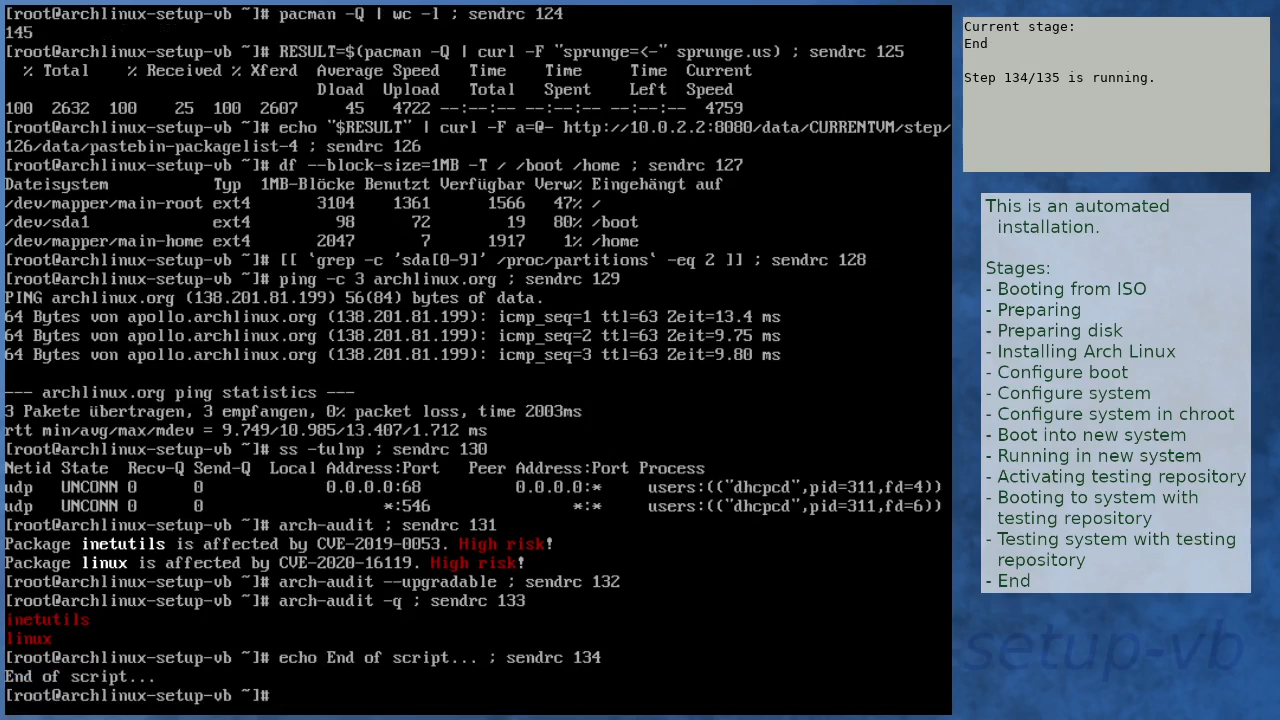 [root@archlinux-setup-vb ~]# pacman -Q | wc -l ; sendrc 124
145
[root@archlinux-setup-vb ~]# RESULT=$(pacman -Q | curl -F "sprunge=<-" sprunge.us) ; sendrc 125
% Total % Received % Xferd Average Speed Time Time Time Current
Dload Upload Total Spent Left Speed
100 2632 100 25 100 2607 45 4722 --:--:-- --:--:-- --:--:-- 4759
[root@archlinux-setup-vb ~]# echo "$RESULT" | curl -F a=@- http://10.0.2.2:8080/data/CURRENTVM/step/
126/data/pastebin-packagelist-4 ; sendrc 126
[root@archlinux-setup-vb ~]# df --block-size=1MB -T / /boot /home ; sendrc 127
Dateisystem Typ 1MB-Blöcke Benutzt Verfügbar Verw% Eingehängt auf
/dev/mapper/main-root ext4 3104 1361 1566 47% /
/dev/sda1 ext4 98 72 19 80% /boot
/dev/mapper/main-home ext4 2047 7 1917 1% /home
[root@archlinux-setup-vb ~]# [[ `grep -c 'sda[0-9]' /proc/partitions` -eq 2 ]] ; sendrc 128
[root@archlinux-setup-vb ~]# ping -c 3 archlinux.org ; sendrc 129
PING archlinux.org (138.201.81.199) 56(84) bytes of data.
64 Bytes von apollo.archlinux.org (138.201.81.199): icmp_seq=1 ttl=63 Zeit=13.4 ms
64 Bytes von apollo.archlinux.org (138.201.81.199): icmp_seq=2 ttl=63 Zeit=9.75 ms
64 Bytes von apollo.archlinux.org (138.201.81.199): icmp_seq=3 ttl=63 Zeit=9.80 ms
--- archlinux.org ping statistics ---
3 Pakete übertragen, 3 empfangen, 0% packet loss, time 2003ms
rtt min/avg/max/mdev = 9.749/10.985/13.407/1.712 ms
[root@archlinux-setup-vb ~]# ss -tulnp ; sendrc 130
Netid State Recv-Q Send-Q Local Address:Port Peer Address:Port Process
udp UNCONN 0 0 0.0.0.0:68 0.0.0.0:* users:(("dhcpcd",pid=311,fd=4))
udp UNCONN 0 0 *:546 *:* users:(("dhcpcd",pid=311,fd=6))
[root@archlinux-setup-vb ~]# arch-audit ; sendrc 131
Package inetutils is affected by CVE-2019-0053. High risk!
Package linux is affected by CVE-2020-16119. High risk!
[root@archlinux-setup-vb ~]# arch-audit --upgradable ; sendrc 132
[root@archlinux-setup-vb ~]# arch-audit -q ; sendrc 133
inetutils
linux
[root@archlinux-setup-vb ~]# echo End of script... ; sendrc 134
End of script...
[root@archlinux-setup-vb ~]#
Current stage:
End
Step 134/135 is running.
This is an automated
installation.
Stages:
- Booting from ISO
- Preparing
- Preparing disk
- Installing Arch Linux
- Configure boot
- Configure system
- Configure system in chroot
- Boot into new system
- Running in new system
- Activating testing repository
- Booting to system with
testing repository
- Testing system with testing
repository
- End
setup-vb